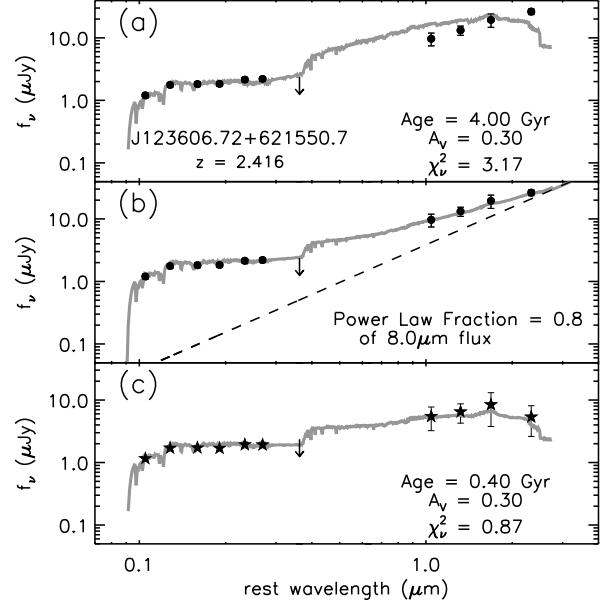 (a)
10.0
1.0
0.1
f_ν (μJy)
J123606.72+621550.7
z = 2.416
Age = 4.00 Gyr
A_V = 0.30
χ²_ν = 3.17
(b)
10.0
1.0
0.1
f_ν (μJy)
Power Law Fraction = 0.8
of 8.0μm flux
(c)
10.0
1.0
0.1
f_ν (μJy)
Age = 0.40 Gyr
A_V = 0.30
χ²_ν = 0.87
0.1 1.0
rest wavelength (μm)